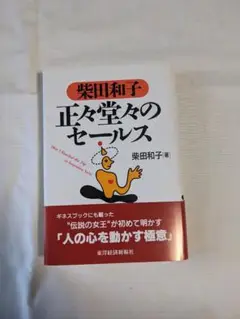 柴田和子
正々堂々の
セールス
柴田和子 著
ギネスブックにも載った
"伝説の女王"が初めて明かす
「人の心を動かす極意」
東洋経済新報社